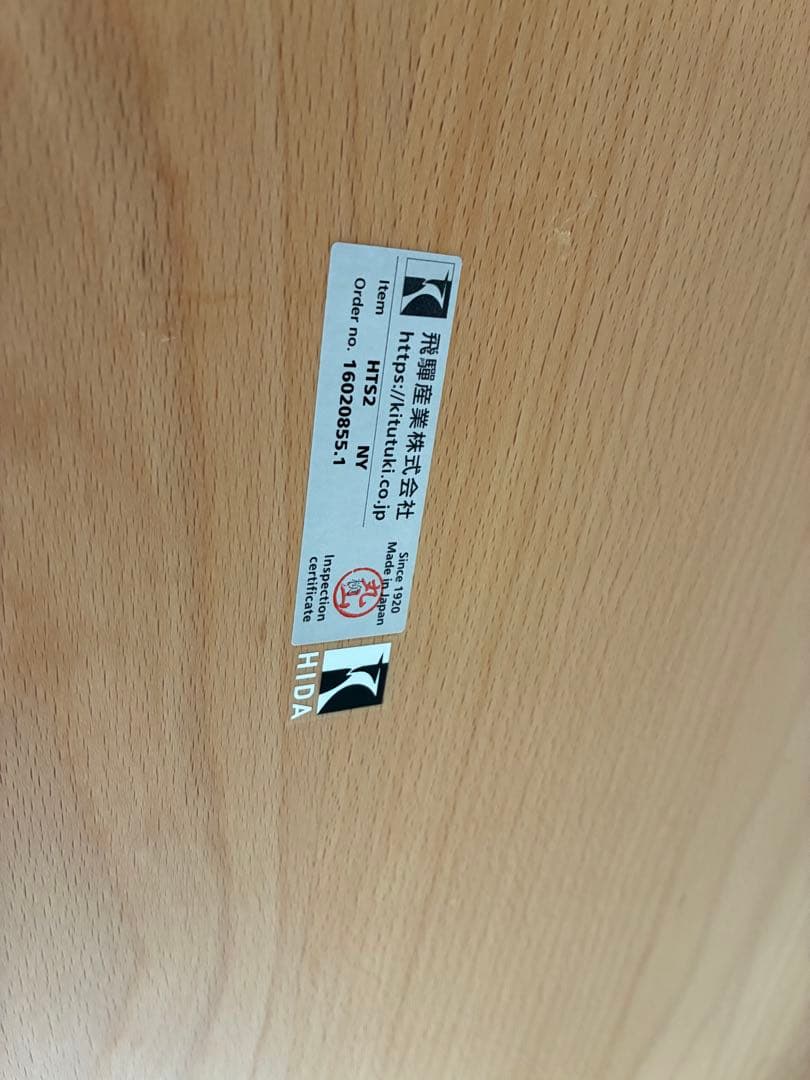 飛驒産業株式会社
https://kitutuki.co.jp
Since 1920
Made in Japan
Item HTS2 NY
Order no. 16020855.1
Inspection
certificate
HIDA